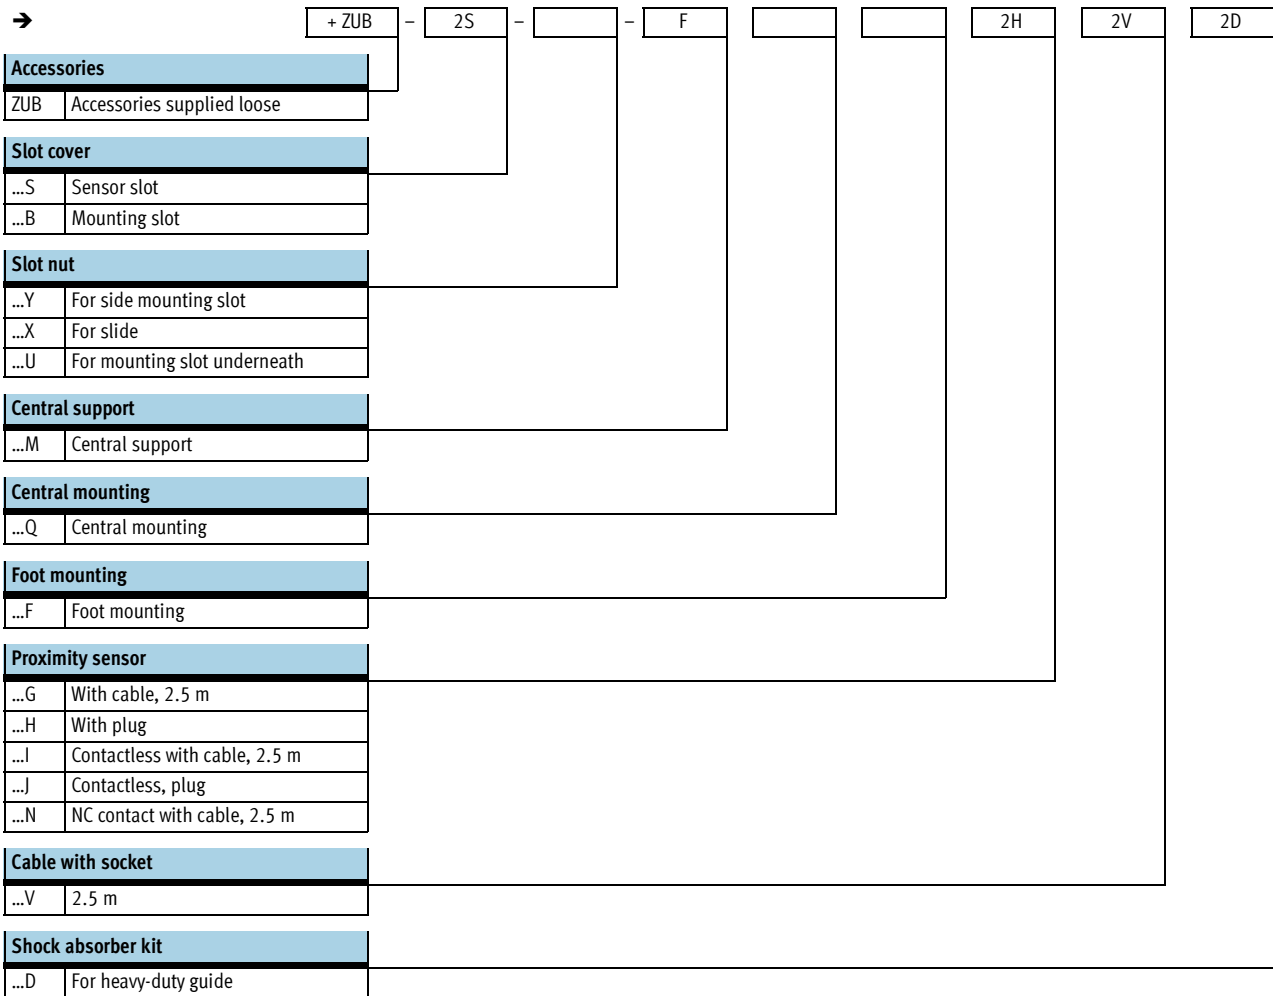 ➔ + ZUB – 2S – – F 2H 2V 2D
Accessories
ZUB Accessories supplied loose
Slot cover
...S Sensor slot
...B Mounting slot
Slot nut
...Y For side mounting slot
...X For slide
...U For mounting slot underneath
Central support
...M Central support
Central mounting
...Q Central mounting
Foot mounting
...F Foot mounting
Proximity sensor
...G With cable, 2.5 m
...H With plug
...I Contactless with cable, 2.5 m
...J Contactless, plug
...N NC contact with cable, 2.5 m
Cable with socket
...V 2.5 m
Shock absorber kit
...D For heavy-duty guide